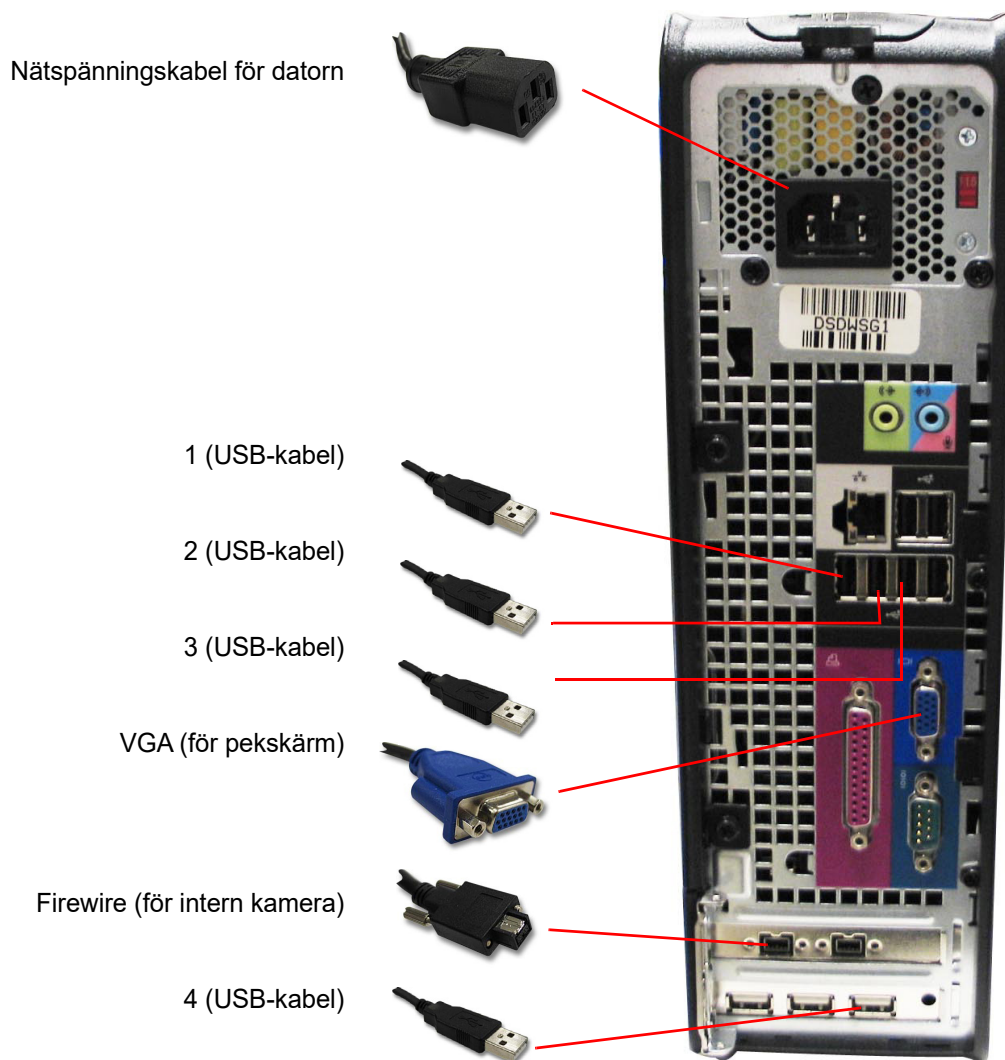 Nätspänningskabel för datorn
DSDWSG1
1 (USB-kabel)
2 (USB-kabel)
3 (USB-kabel)
VGA (för pekskärm)
Firewire (för intern kamera)
4 (USB-kabel)